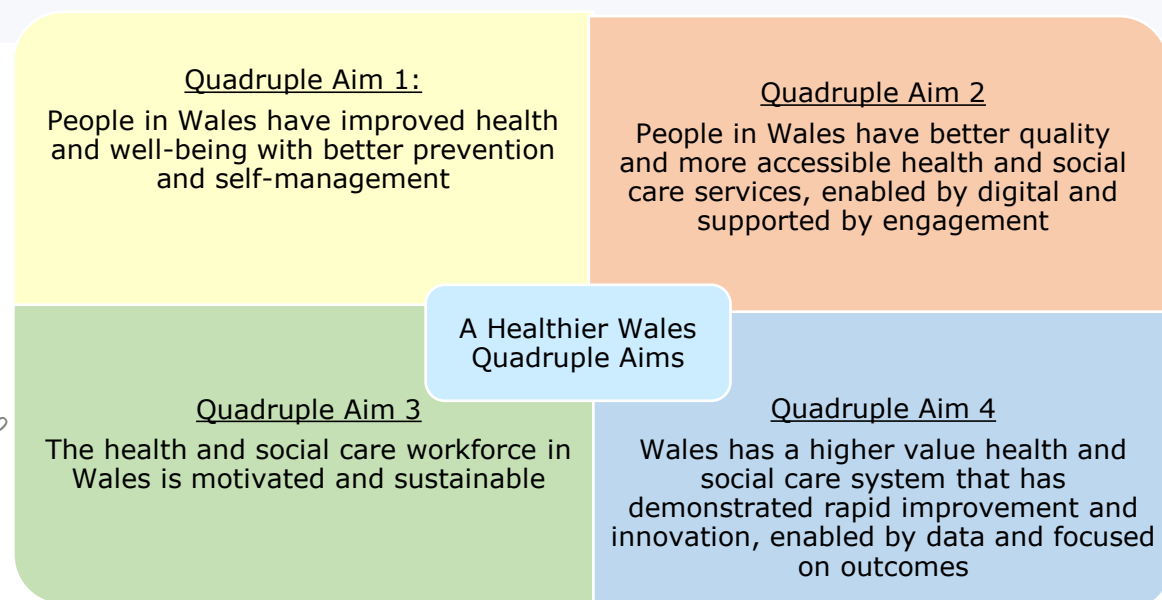 Quadruple Aim 1:
People in Wales have improved health
and well-being with better prevention
and self-management
Quadruple Aim 2
People in Wales have better quality
and more accessible health and social
care services, enabled by digital and
supported by engagement
A Healthier Wales
Quadruple Aims
Quadruple Aim 3
The health and social care workforce in
Wales is motivated and sustainable
Quadruple Aim 4
Wales has a higher value health and
social care system that has
demonstrated rapid improvement and
innovation, enabled by data and focused
on outcomes